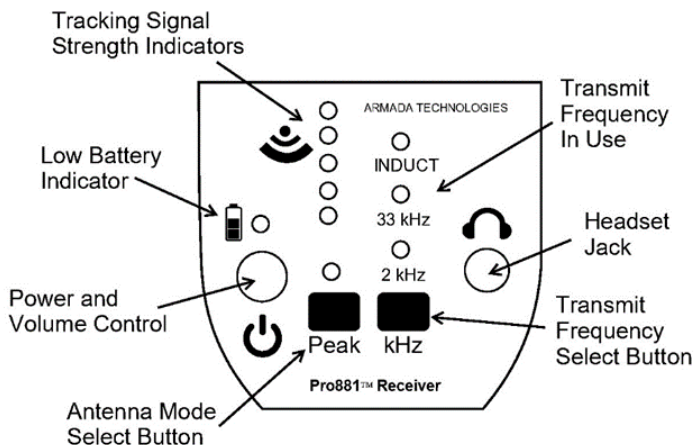 Tracking Signal
Strength Indicators
ARMADA TECHNOLOGIES
Transmit
Frequency
In Use
Low Battery
Indicator
INDUCT
33 kHz
Headset
Jack
2 kHz
Power and
Volume Control
Peak
kHz
Transmit
Frequency
Select Button
Pro881™ Receiver
Antenna Mode
Select Button